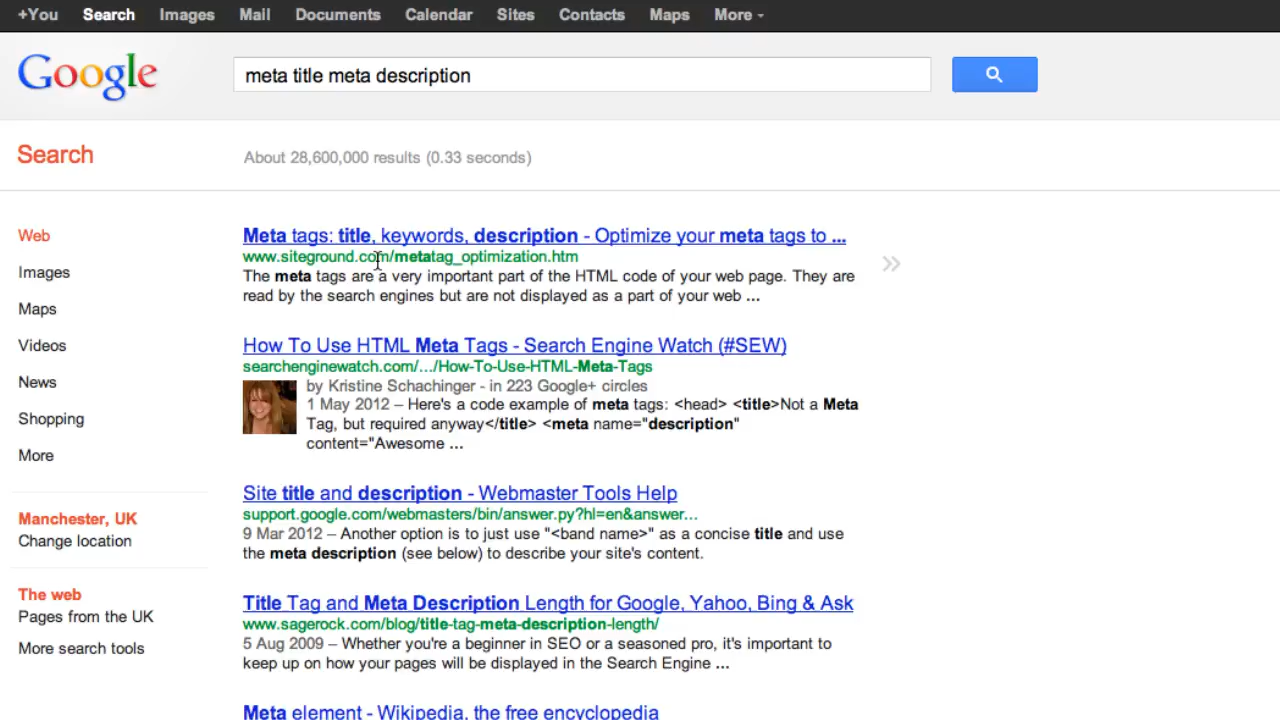 +You Search Images Mail Documents Calendar Sites Contacts Maps More
Google
meta title meta description
Search
About 28,600,000 results (0.33 seconds)
Web
Images
Maps
Videos
News
Shopping
More
Manchester, UK
Change location
The web
Pages from the UK
More search tools
Meta tags: title, keywords, description - Optimize your meta tags to ...
www.siteground.com/metatag_optimization.htm
The meta tags are a very important part of the HTML code of your web page. They are
read by the search engines but are not displayed as a part of your web ...
How To Use HTML Meta Tags - Search Engine Watch (#SEW)
searchenginewatch.com/.../How-To-Use-HTML-Meta-Tags
by Kristine Schachinger - in 223 Google+ circles
1 May 2012 – Here's a code example of meta tags: <head> <title>Not a Meta
Tag, but required anyway</title> <meta name="description"
content="Awesome ...
Site title and description - Webmaster Tools Help
support.google.com/webmasters/bin/answer.py?hl=en&answer...
9 Mar 2012 – Another option is to just use "<band name>" as a concise title and use
the meta description (see below) to describe your site's content.
Title Tag and Meta Description Length for Google, Yahoo, Bing & Ask
www.sagerock.com/blog/title-tag-meta-description-length/
5 Aug 2009 – Whether you're a beginner in SEO or a seasoned pro, it's important to
keep up on how your pages will be displayed in the Search Engine ...
Meta element - Wikipedia, the free encyclopedia